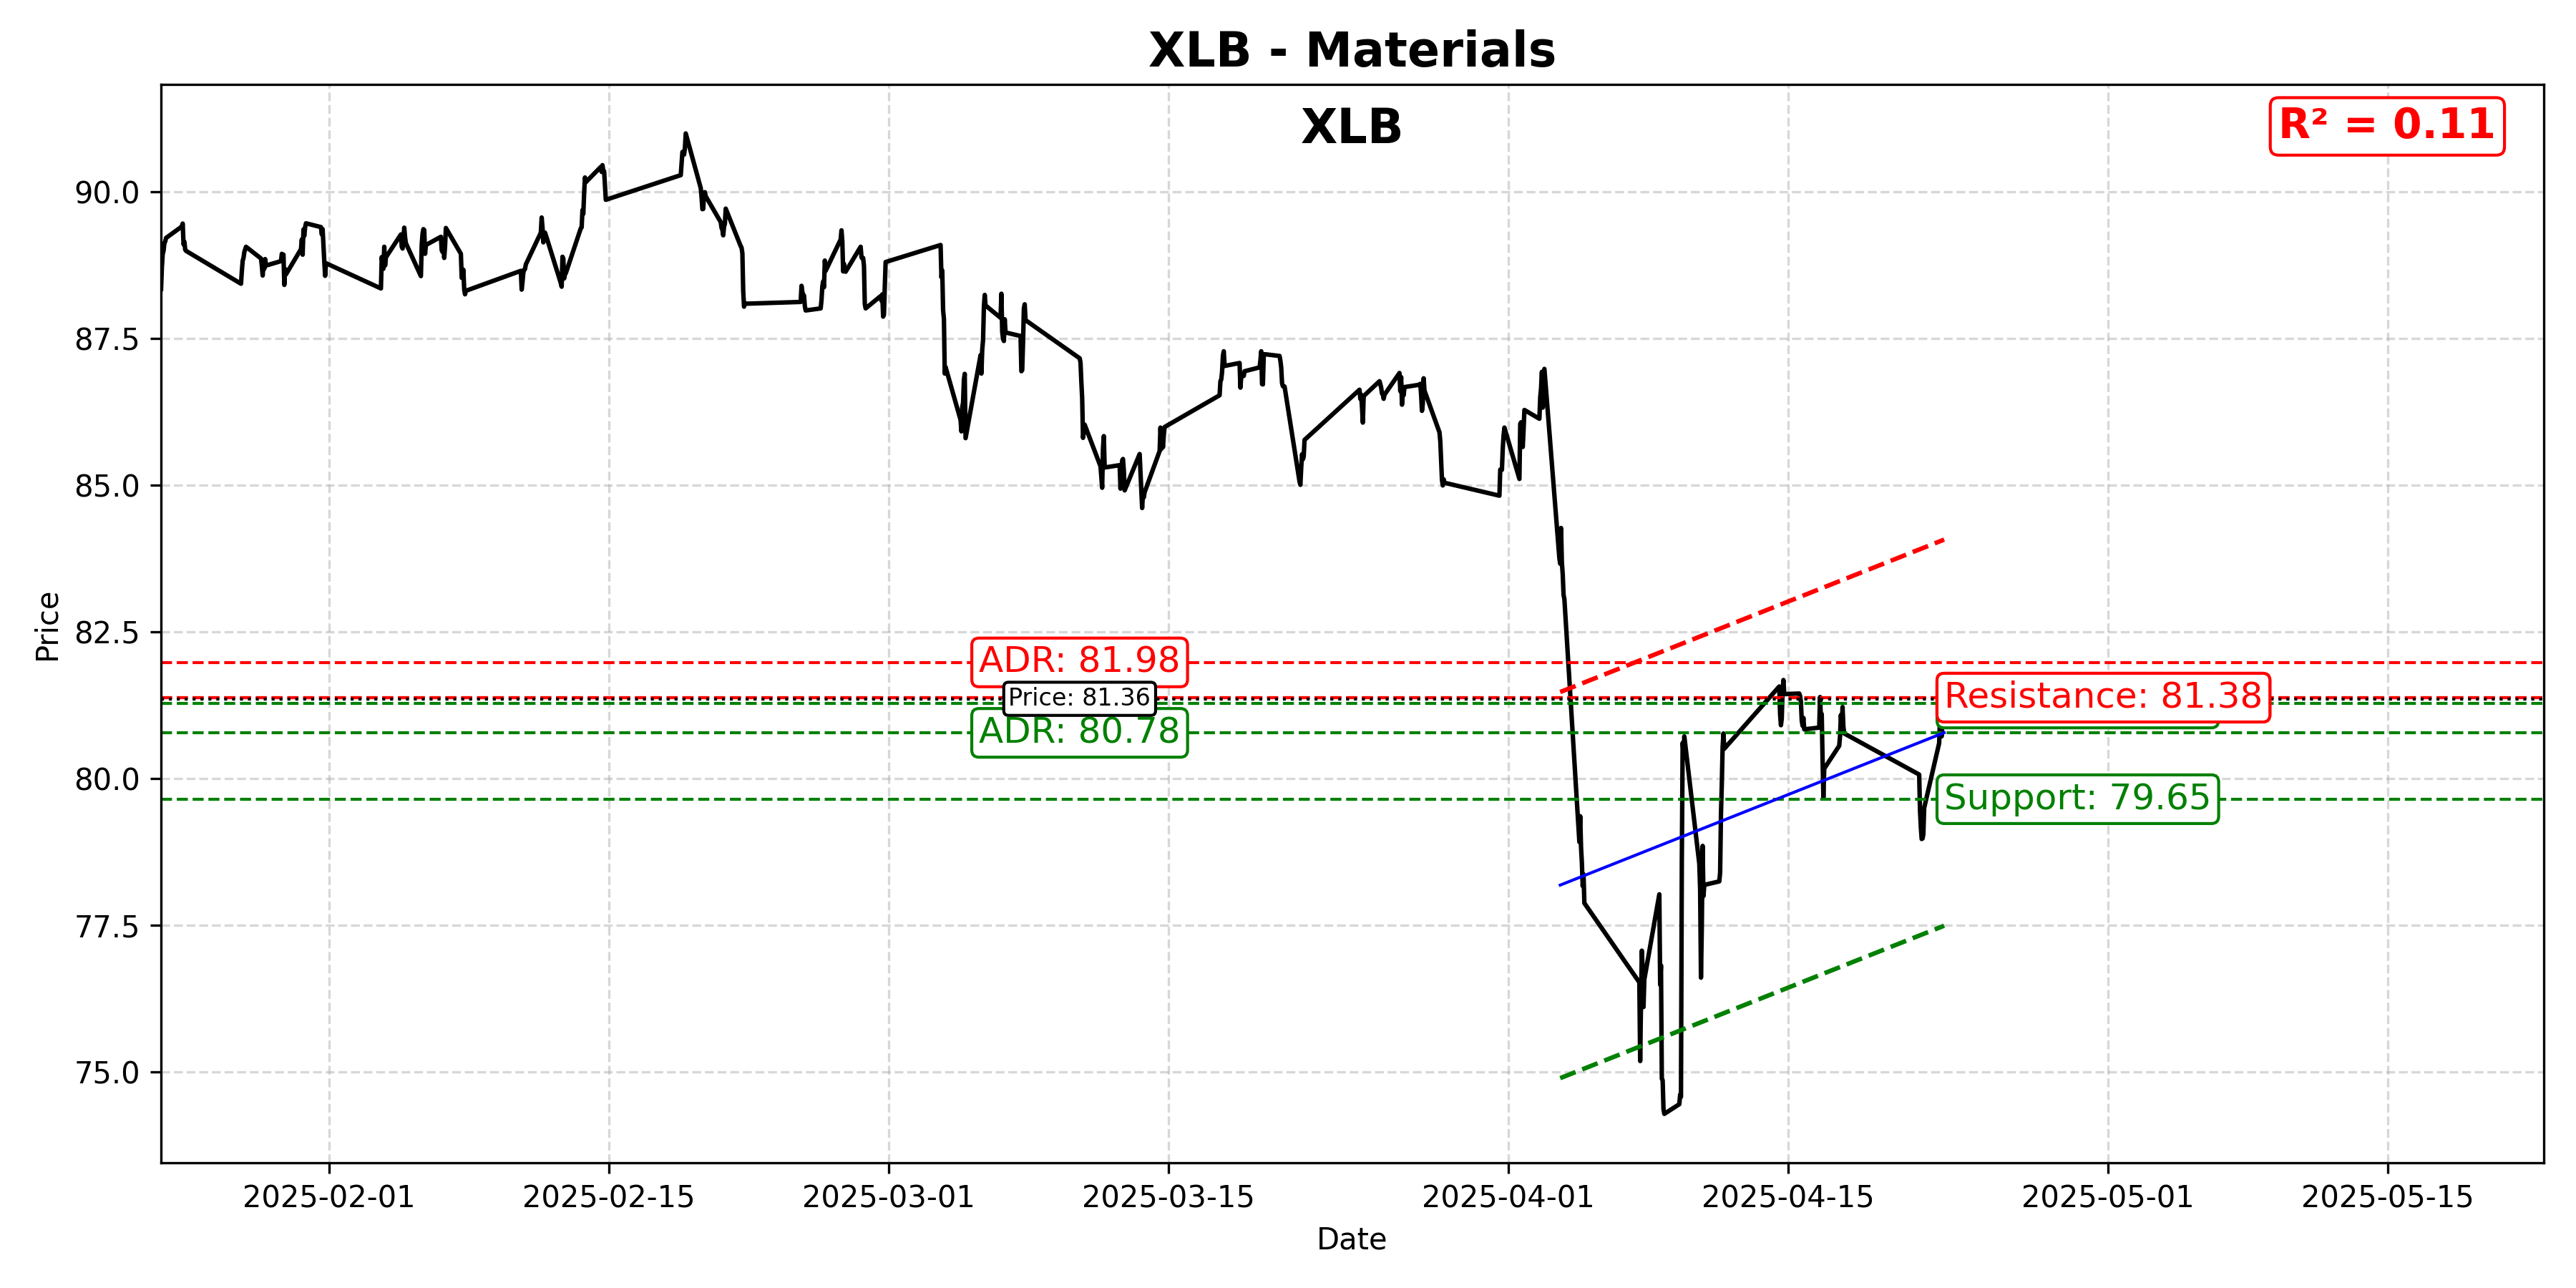 XLB - Materials
XLB
R² = 0.11
90.0
87.5
85.0
82.5
80.0
77.5
75.0
Price
ADR: 81.98
Price: 81.36
ADR: 80.78
Resistance: 81.38
Support: 79.65
2025-02-01
2025-02-15
2025-03-01
2025-03-15
2025-04-01
2025-04-15
2025-05-01
2025-05-15
Date